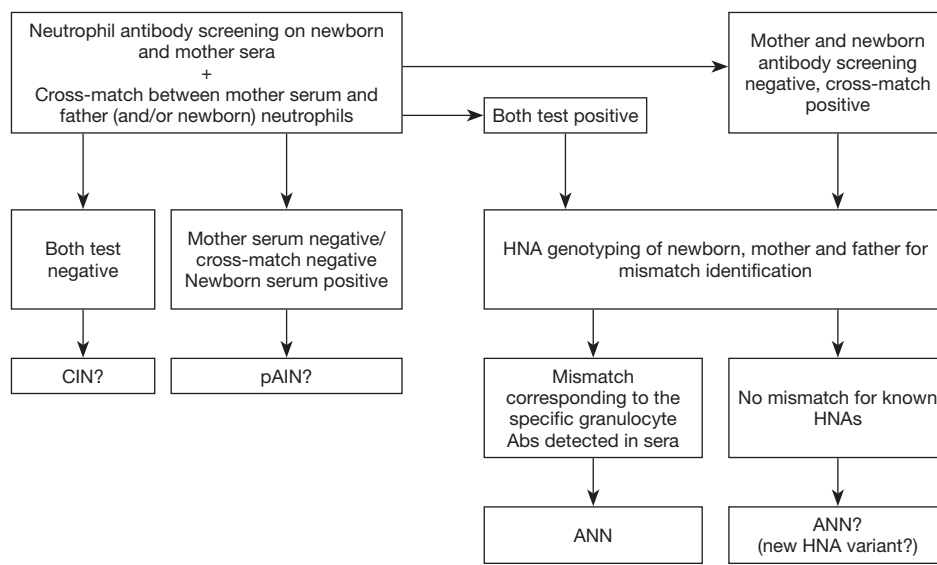 Neutrophil antibody screening on newborn
and mother sera
+
Cross-match between mother serum and
father (and/or newborn) neutrophils
Mother and newborn
antibody screening
negative, cross-match
positive
Both test positive
Both test
negative
Mother serum negative/
cross-match negative
Newborn serum positive
HNA genotyping of newborn, mother and father for
mismatch identification
CIN?
pAIN?
Mismatch
corresponding to the
specific granulocyte
Abs detected in sera
No mismatch for known
HNAs
ANN
ANN?
(new HNA variant?)